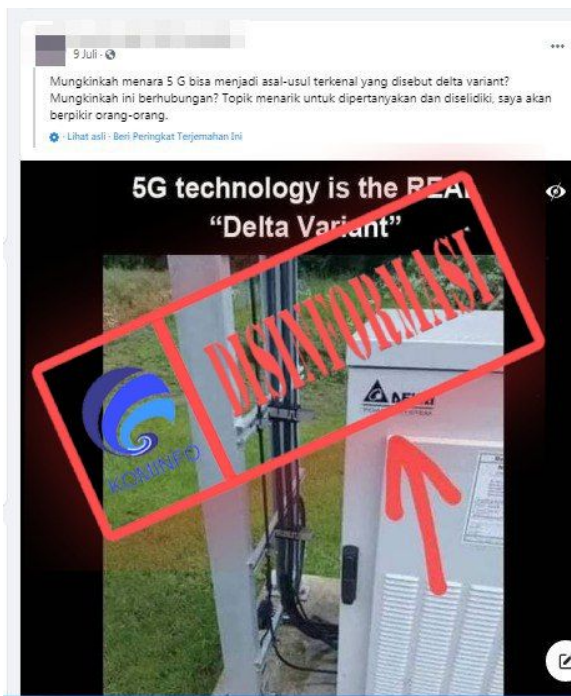 9 Juli ·
Mungkinkah menara 5 G bisa menjadi asal-usul terkenal yang disebut delta variant?
Mungkinkah ini berhubungan? Topik menarik untuk dipertanyakan dan diselidiki, saya akan
berpikir orang-orang.
· Lihat asli · Beri Peringkat Terjemahan Ini
5G technology is the REAL
“Delta Variant”
DISINFORMASI
KOMINFO
DELTA